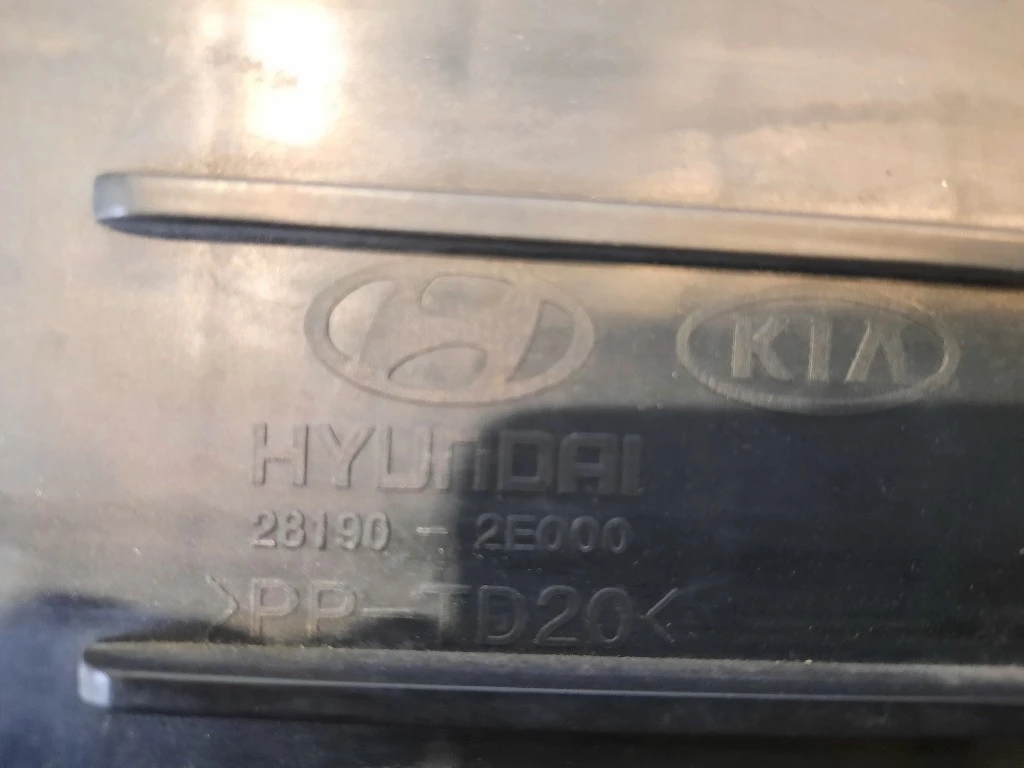 KIA
HYUNDAI
28190 - 2E000
>PP-TD20<